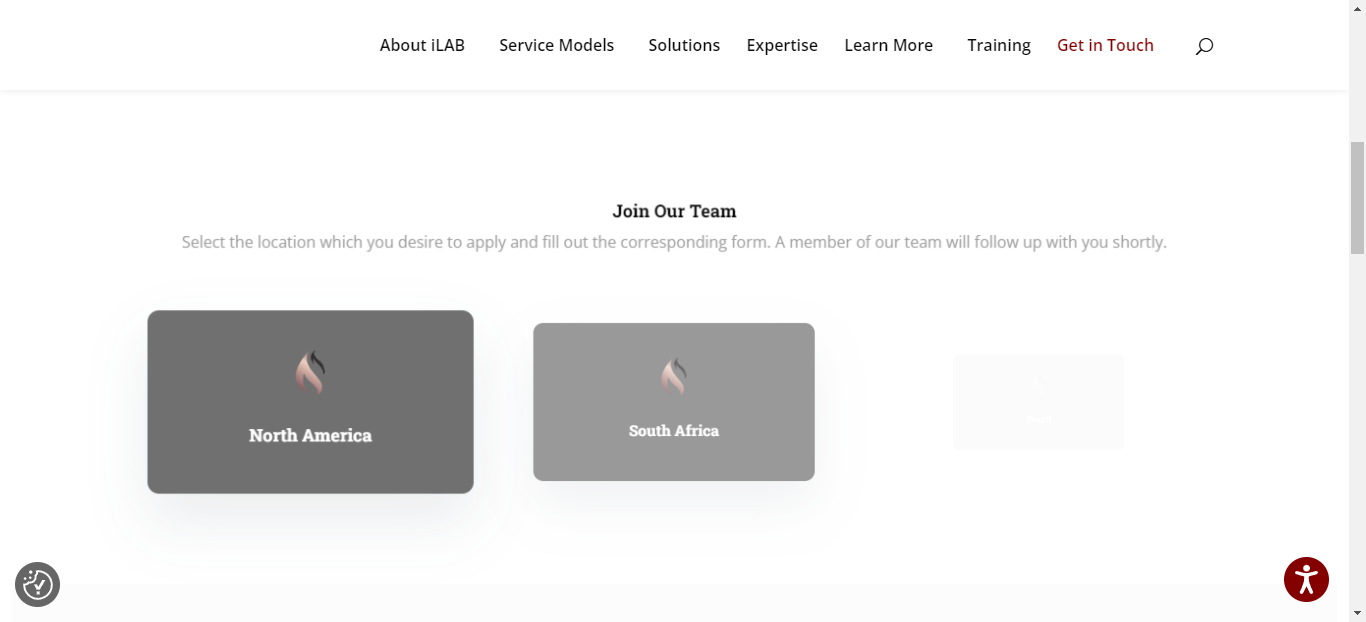 About iLAB
Service Models
Solutions
Expertise
Learn More
Training
Get in Touch
Join Our Team
Select the location which you desire to apply and fill out the corresponding form. A member of our team will follow up with you shortly.
North America
South Africa